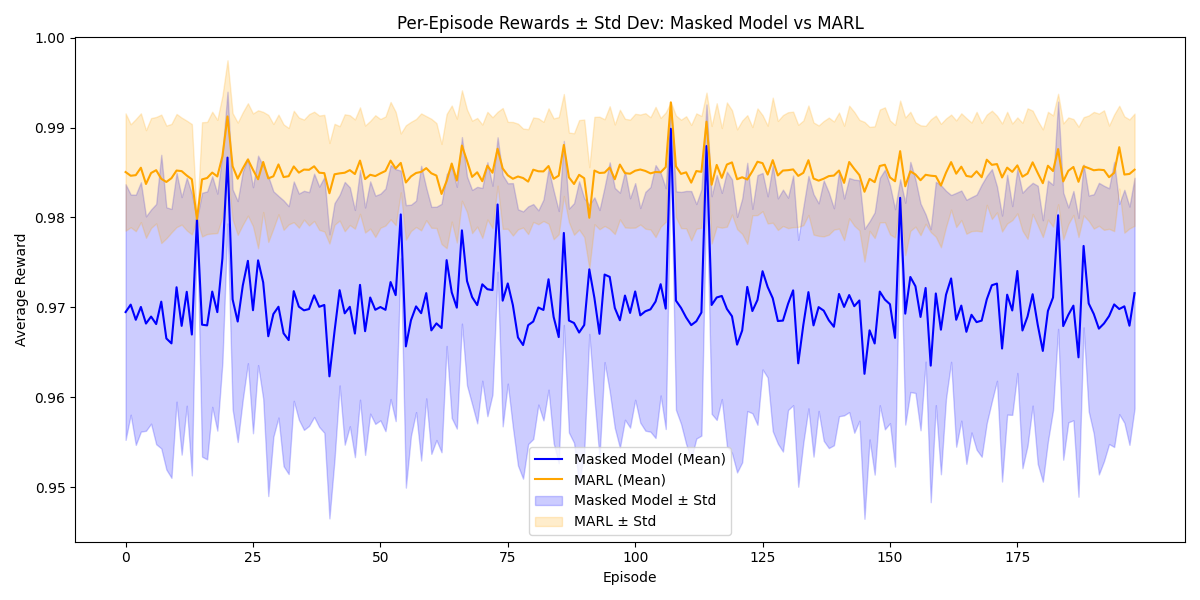 Per-Episode Rewards ± Std Dev: Masked Model vs MARL
1.00
0.99
0.98
0.97
0.96
0.95
Average Reward
Masked Model (Mean)
MARL (Mean)
Masked Model ± Std
MARL ± Std
0 25 50 75 100 125 150 175
Episode